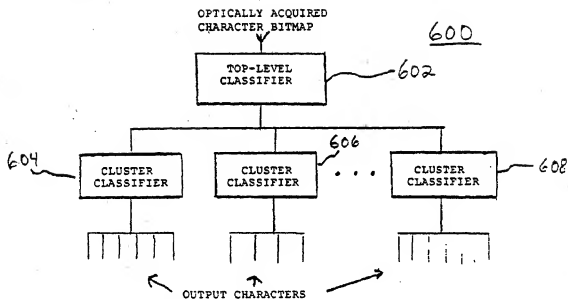 OPTICALLY ACQUIRED
CHARACTER BITMAP
600
TOP-LEVEL
CLASSIFIER
602
604
606
608
CLUSTER
CLASSIFIER
CLUSTER
CLASSIFIER
. . .
CLUSTER
CLASSIFIER
OUTPUT CHARACTERS